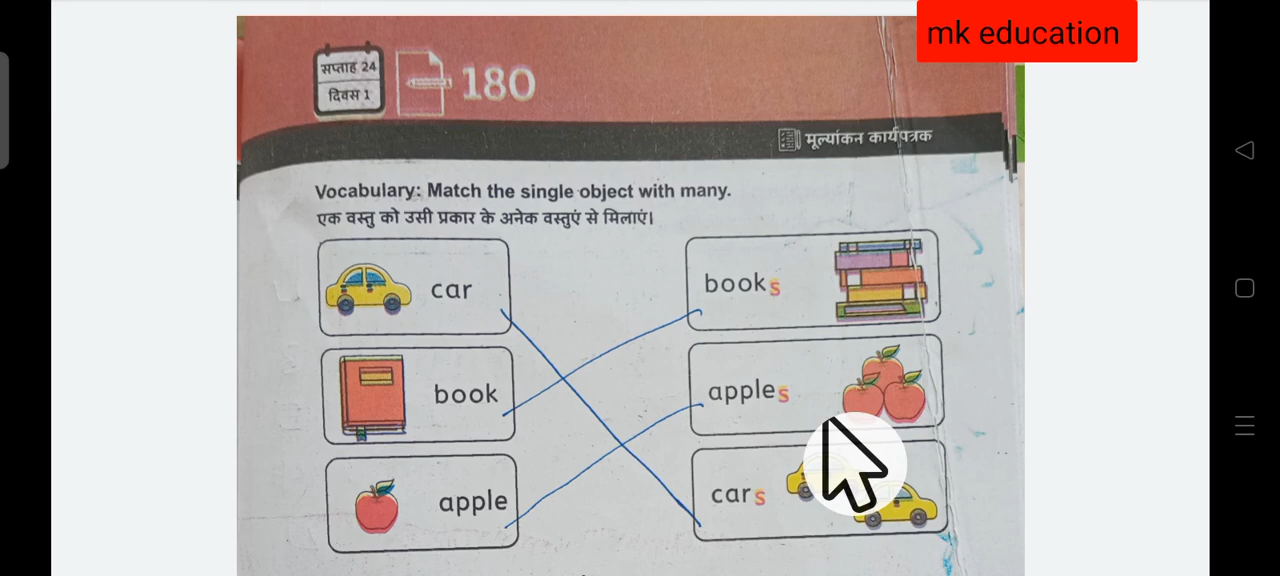 mk education
सप्ताह 24
दिवस 1
180
मूल्यांकन कार्यपत्रक
Vocabulary: Match the single object with many.
एक वस्तु को उसी प्रकार के अनेक वस्तुएं से मिलाएं।
car
books
book
apples
apple
cars